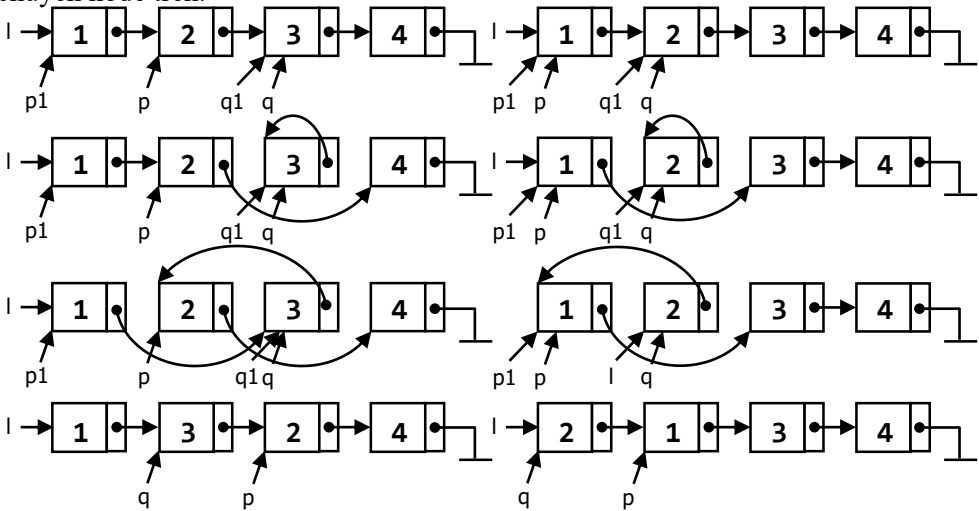 l 1 2 3 4 l 1 2 3 4
p1 p q1 q p1 p q1 q
l 1 2 3 4 l 1 2 3 4
p1 p q1 q p1 p q1 q
l 1 2 3 4 1 2 3 4
p1 p q1 q p1 p l q
l 1 3 2 4 l 2 1 3 4
q p q p